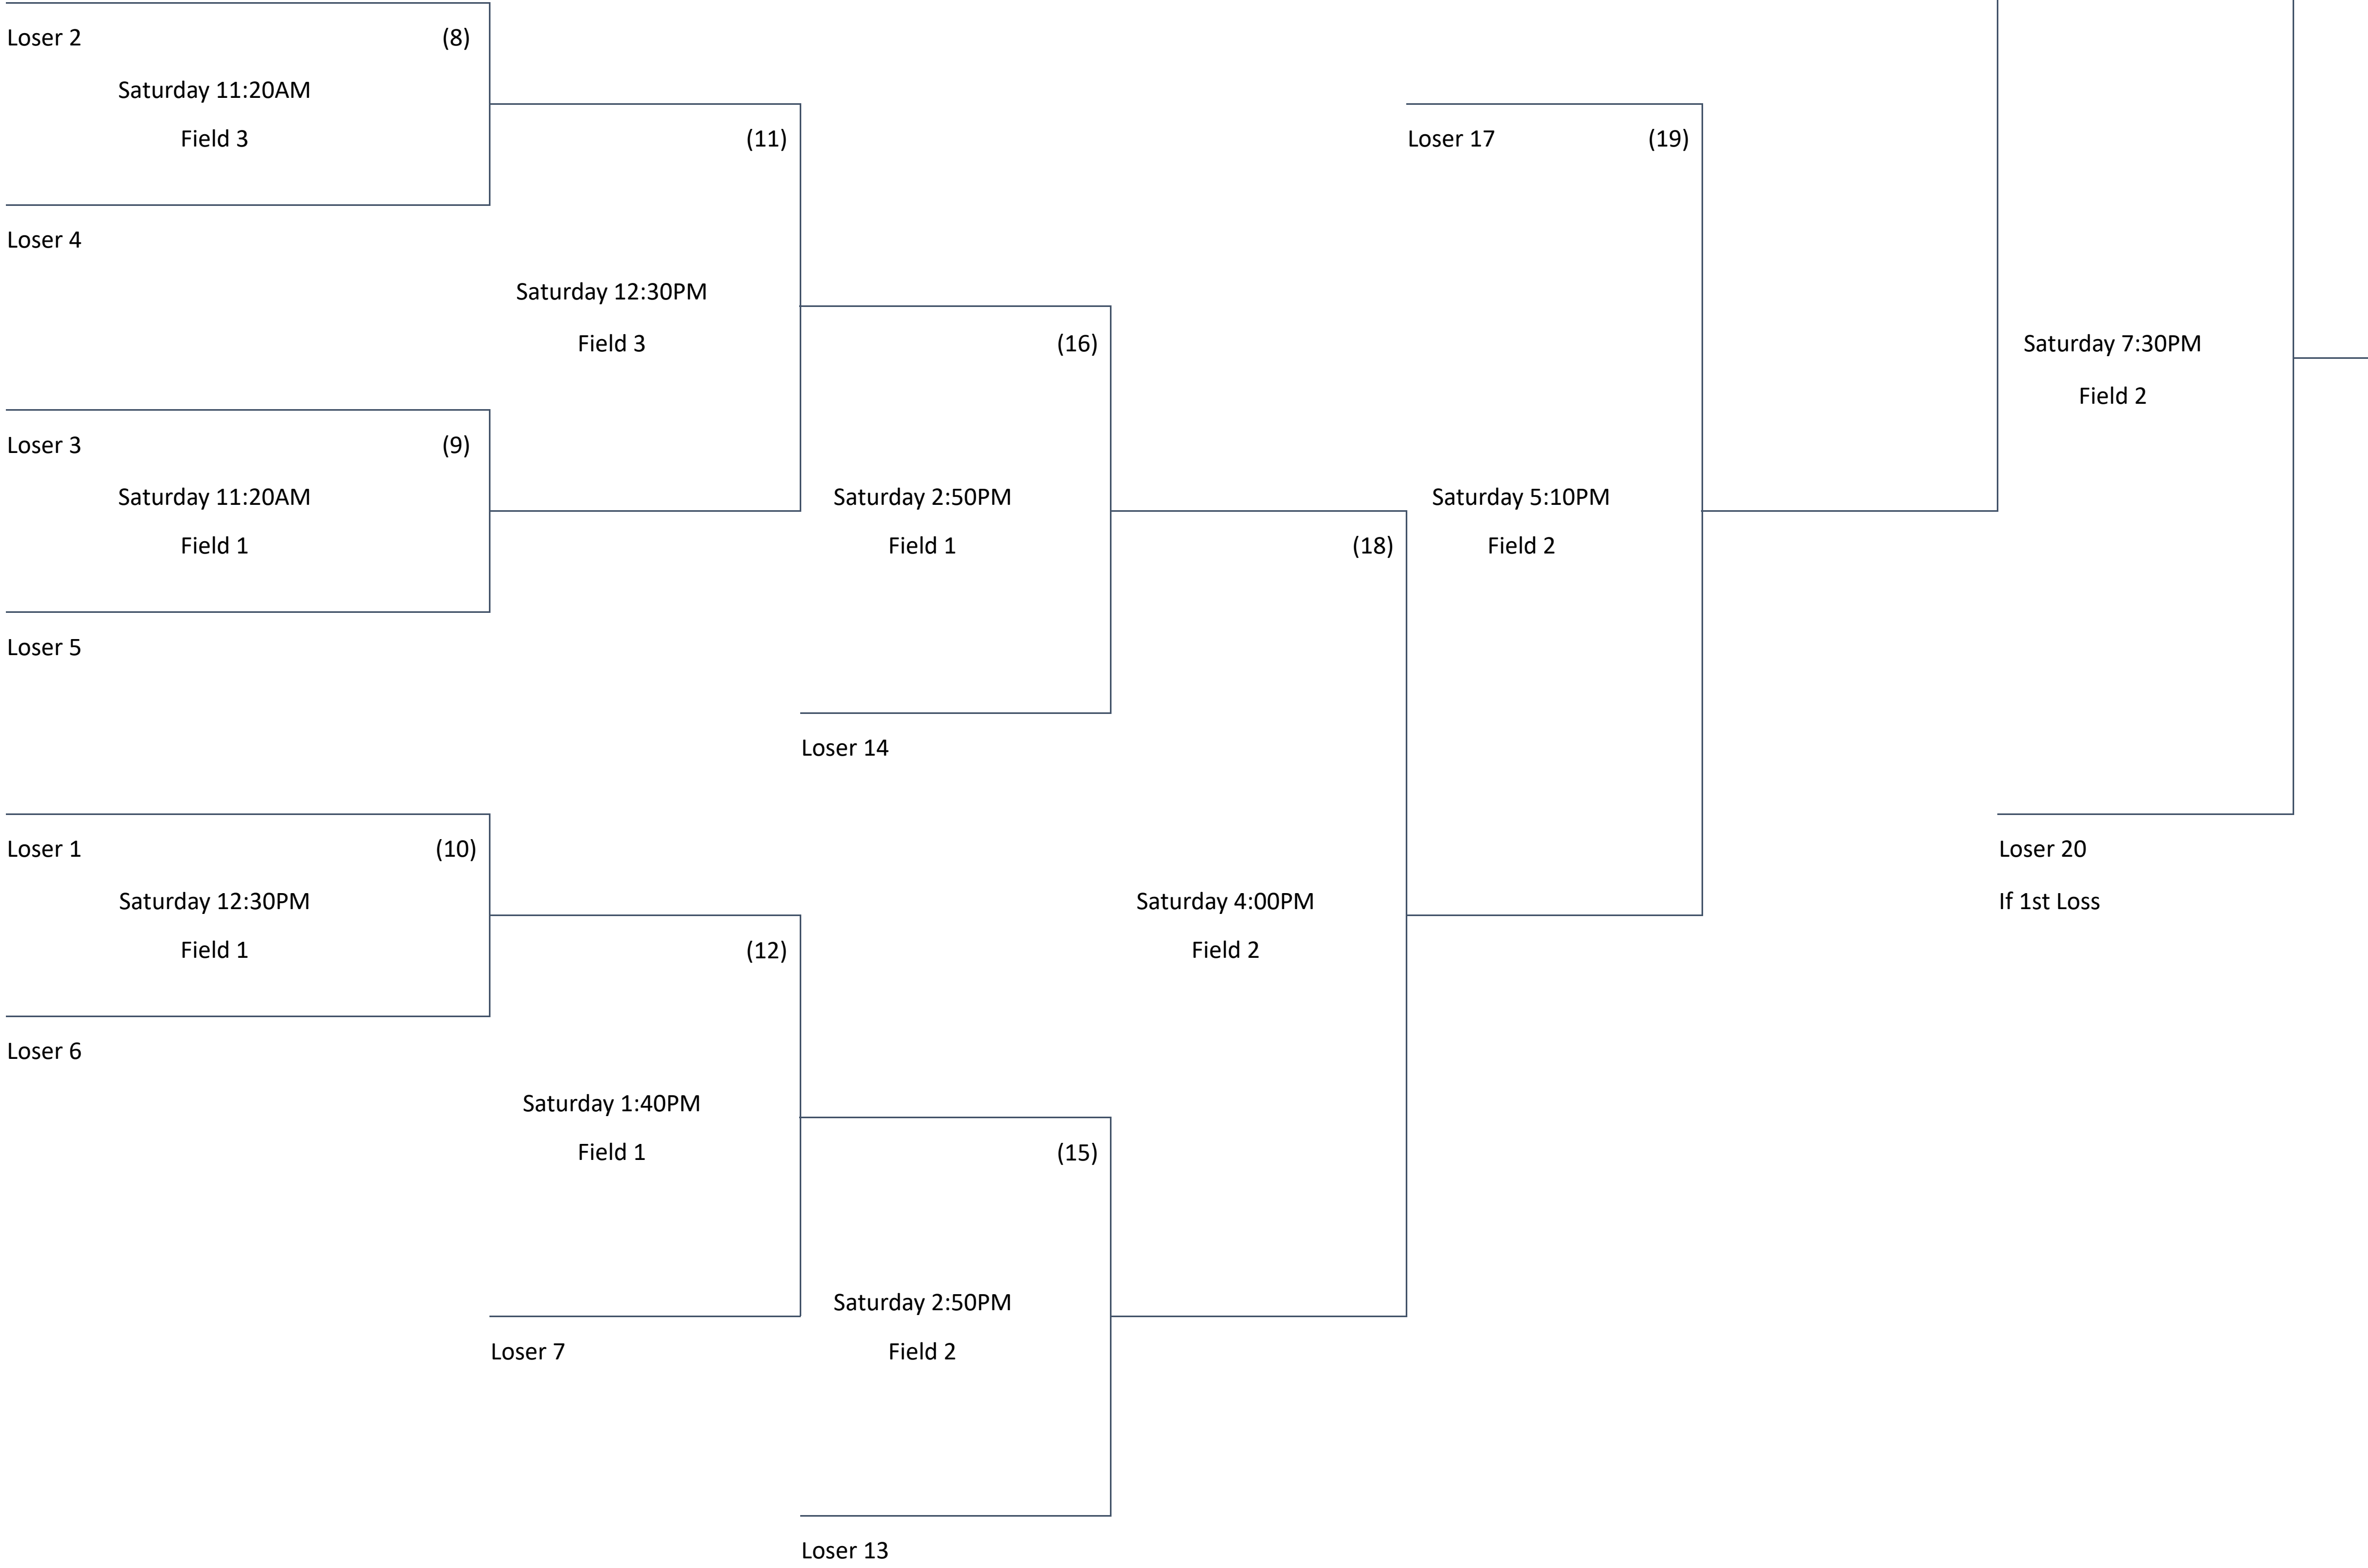 Loser 2 (8)
Saturday 11:20AM
Field 3
(11)
Loser 17 (19)
Loser 4
Saturday 12:30PM
Field 3
(16)
Saturday 7:30PM
Field 2
Loser 3 (9)
Saturday 11:20AM
Field 1
Saturday 2:50PM
Field 1
(18)
Saturday 5:10PM
Field 2
Loser 5
Loser 14
Loser 1 (10)
Saturday 12:30PM
Field 1
(12)
Saturday 4:00PM
Field 2
Loser 20
If 1st Loss
Loser 6
Saturday 1:40PM
Field 1
(15)
Loser 7
Saturday 2:50PM
Field 2
Loser 13